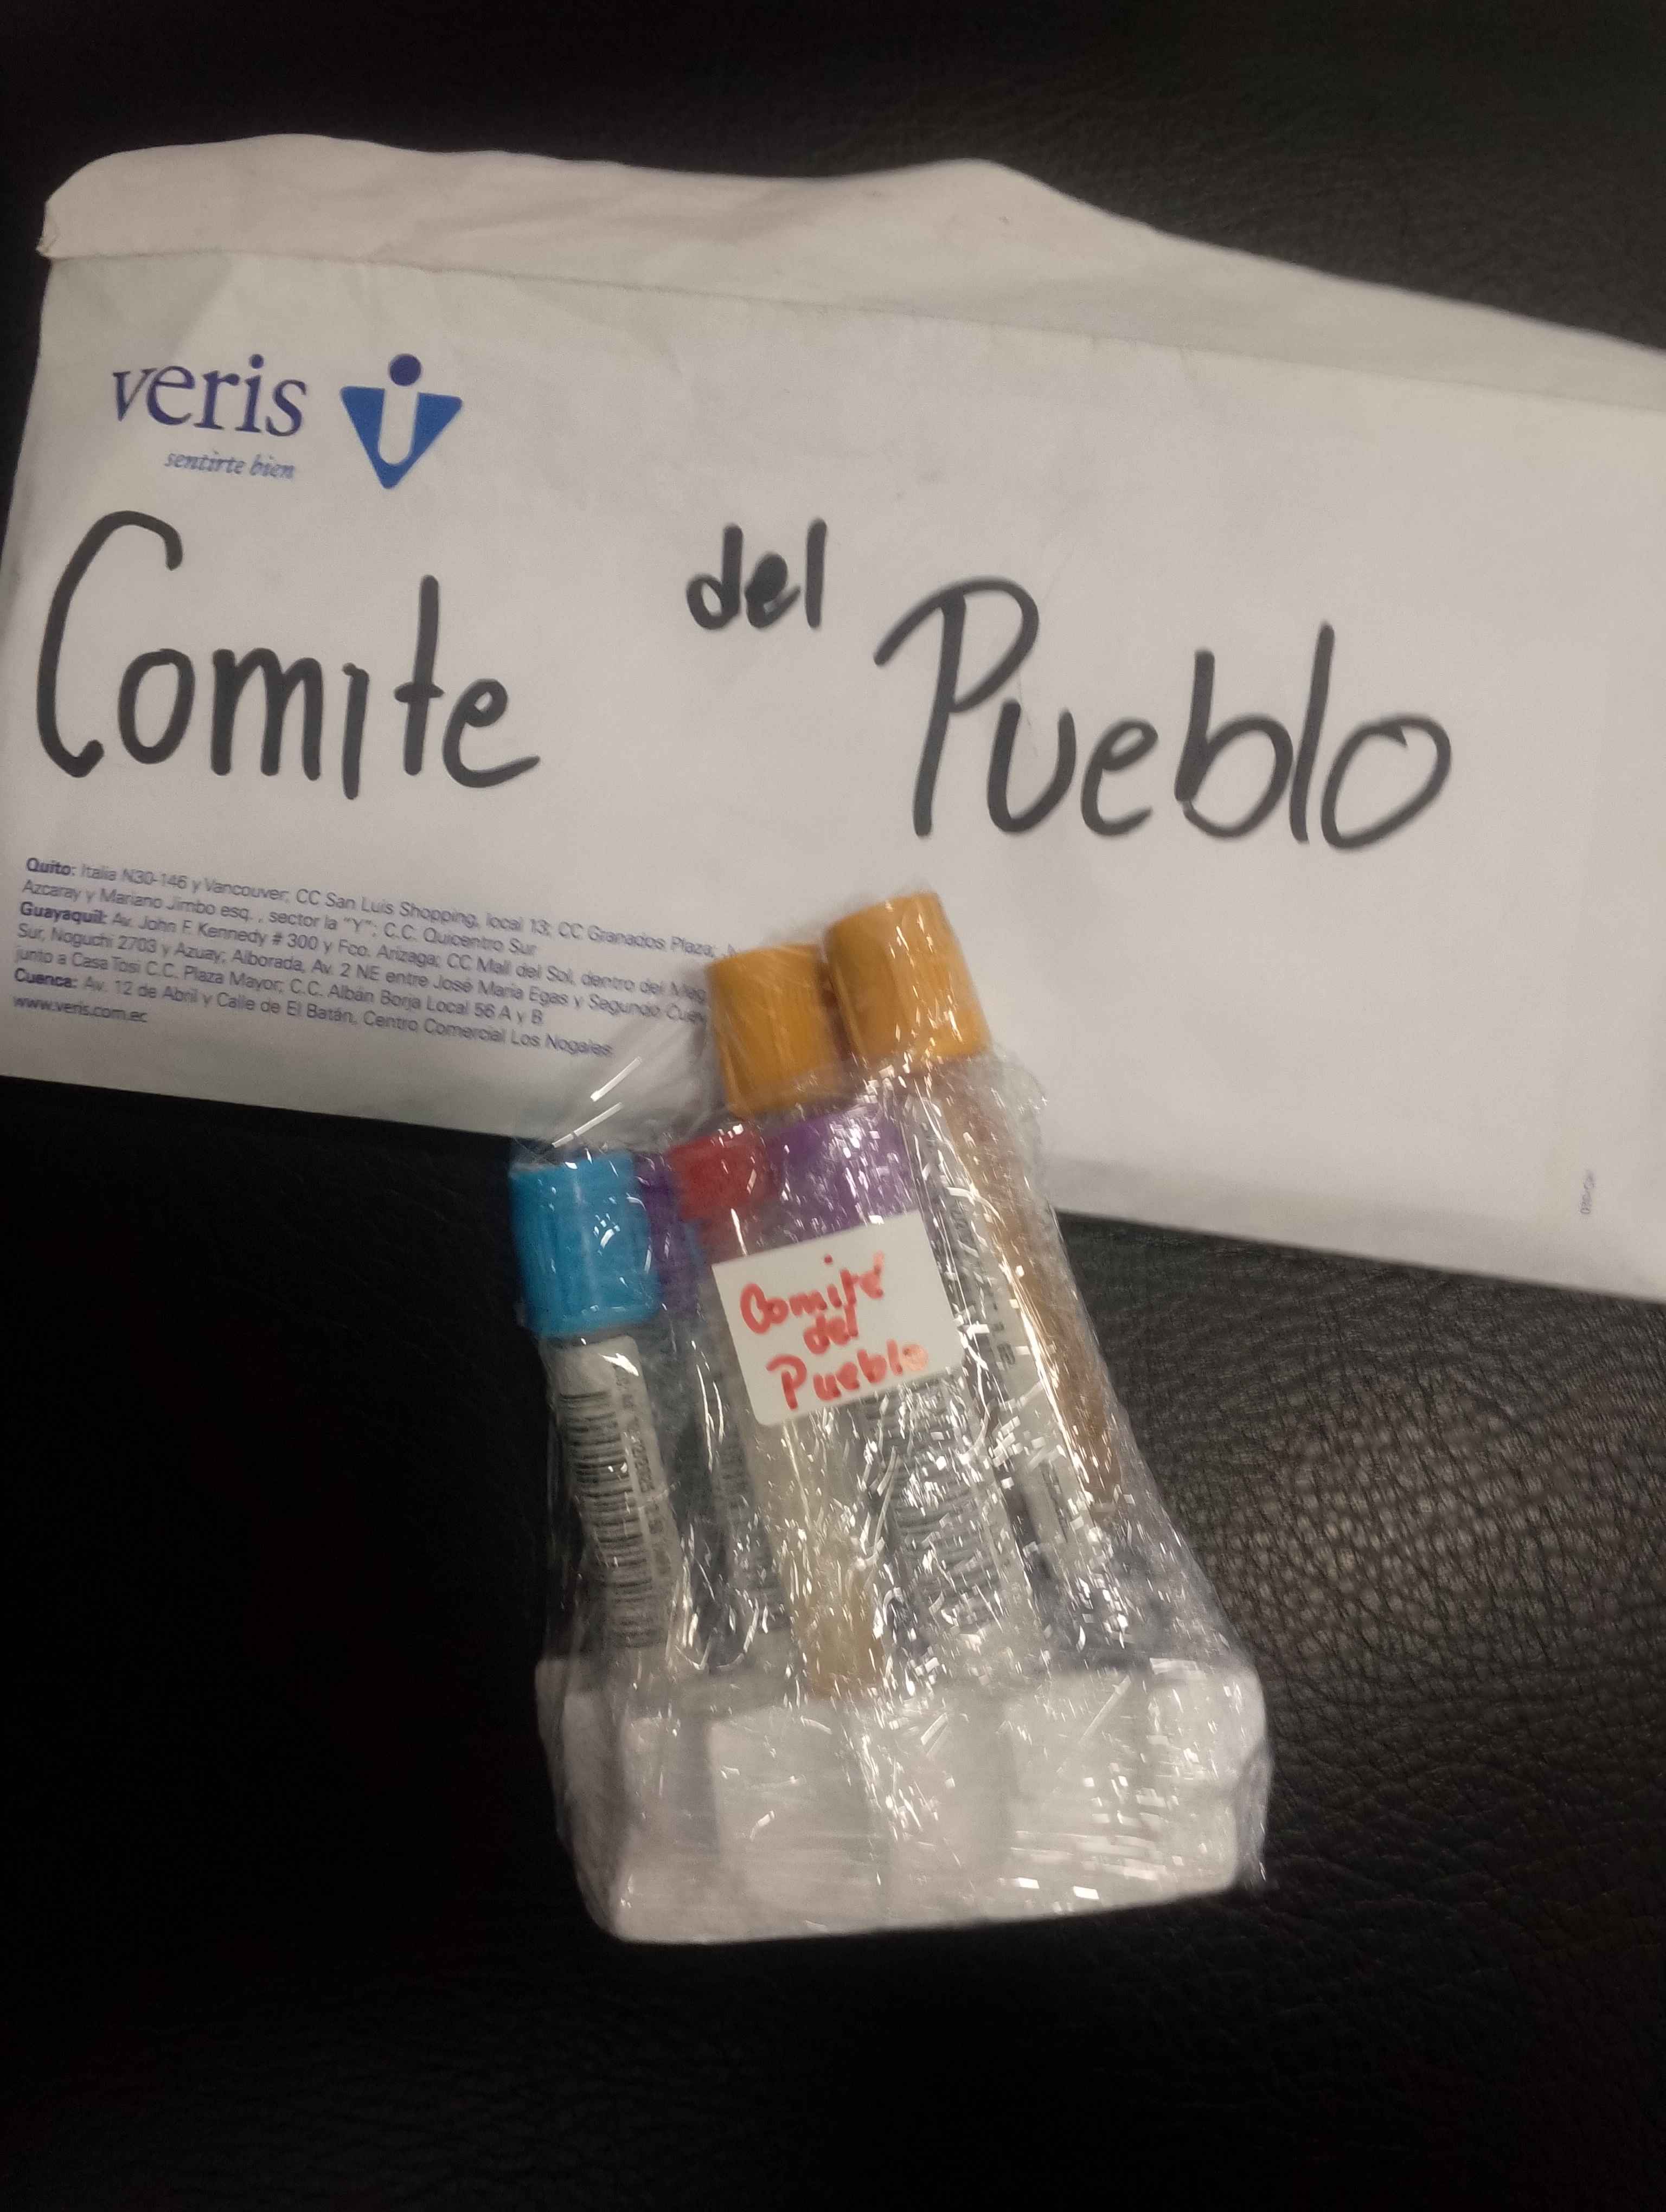 veris
sentirte bien
Comite del Pueblo
Quito: Italia N30-146 y Vancouver; CC San Luis Shopping, local 13; CC Granados Plaza;
Azcaray y Mariano Jimbo esq., sector la "Y"; C.C. Quicentro Sur
Guayaquil: Av. John F. Kennedy # 300 y Fco. Arizaga; CC Mall del Sol, dentro del Meg
Sur, Noguchi 2703 y Azuay; Alborada, Av. 2 NE entre José María Egas y Segundo Cuev
junto a Casa Tosi C.C. Plaza Mayor; C.C. Albán Borja Local 56 A y B
Cuenca: Av. 12 de Abril y Calle de El Batán, Centro Comercial Los Nogales
www.veris.com.ec
Comité
del
Pueblo